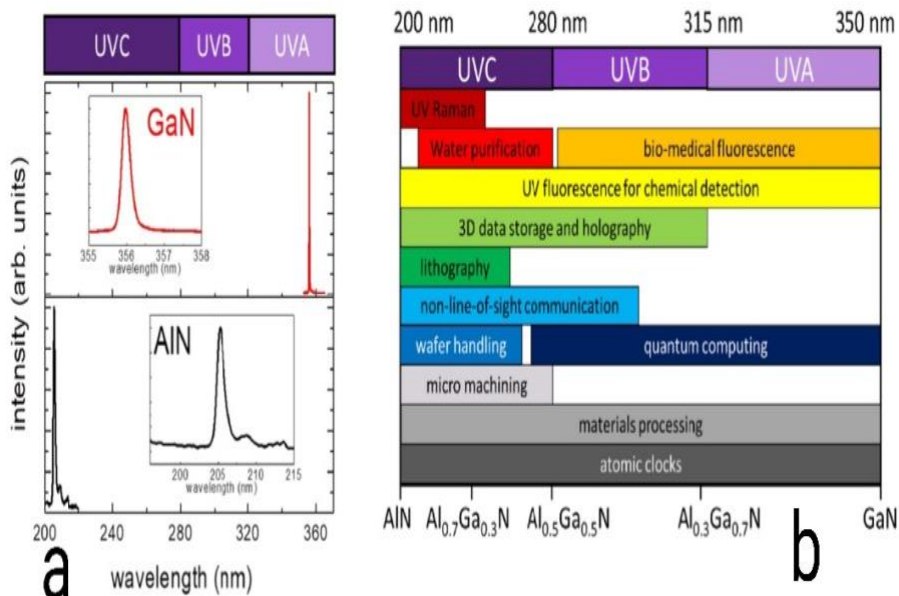 UVC UVB UVA
GaN
355 356 357 358
wavelength (nm)
AlN
200 205 210 215
wavelength (nm)
intensity (arb. units)
200 240 280 320 360
wavelength (nm)
a
200 nm 280 nm 315 nm 350 nm
UVC UVB UVA
UV Raman
Water purification bio-medical fluorescence
UV fluorescence for chemical detection
3D data storage and holography
lithography
non-line-of-sight communication
wafer handling quantum computing
micro machining
materials processing
atomic clocks
AlN Al₀.₇Ga₀.₃N Al₀.₅Ga₀.₅N Al₀.₃Ga₀.₇N GaN
b